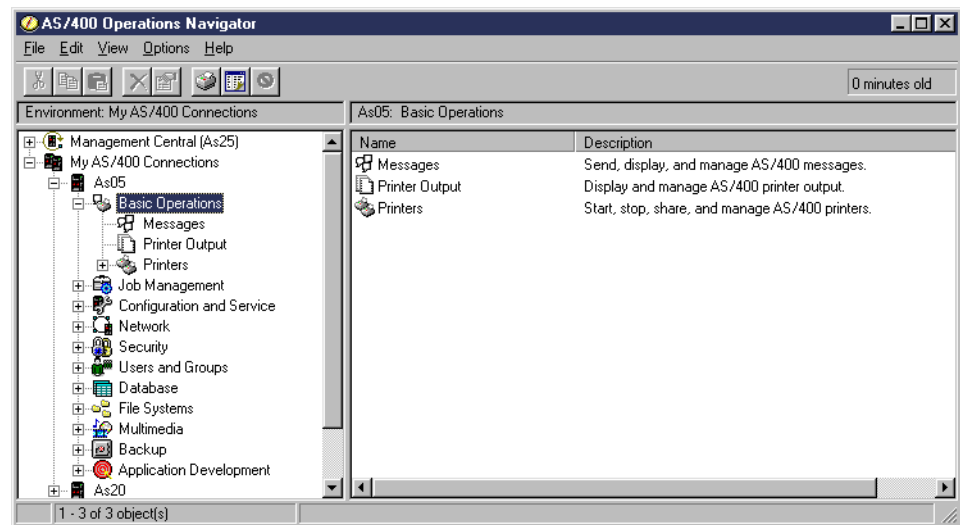 AS/400 Operations Navigator
File Edit View Options Help
0 minutes old
Environment: My AS/400 Connections
As05: Basic Operations
Management Central (As25)
My AS/400 Connections
As05
Basic Operations
Messages
Printer Output
Printers
Job Management
Configuration and Service
Network
Security
Users and Groups
Database
File Systems
Multimedia
Backup
Application Development
As20
Name Description
Messages Send, display, and manage AS/400 messages.
Printer Output Display and manage AS/400 printer output.
Printers Start, stop, share, and manage AS/400 printers.
1 - 3 of 3 object(s)